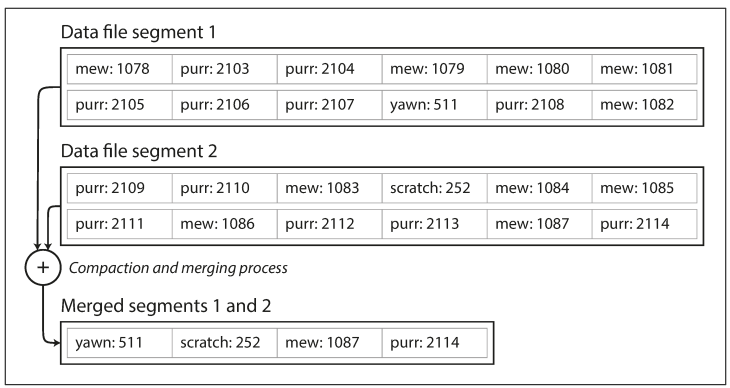 Data file segment 1
mew: 1078 purr: 2103 purr: 2104 mew: 1079 mew: 1080 mew: 1081
purr: 2105 purr: 2106 purr: 2107 yawn: 511 purr: 2108 mew: 1082
Data file segment 2
purr: 2109 purr: 2110 mew: 1083 scratch: 252 mew: 1084 mew: 1085
purr: 2111 mew: 1086 purr: 2112 purr: 2113 mew: 1087 purr: 2114
+ Compaction and merging process
Merged segments 1 and 2
yawn: 511 scratch: 252 mew: 1087 purr: 2114